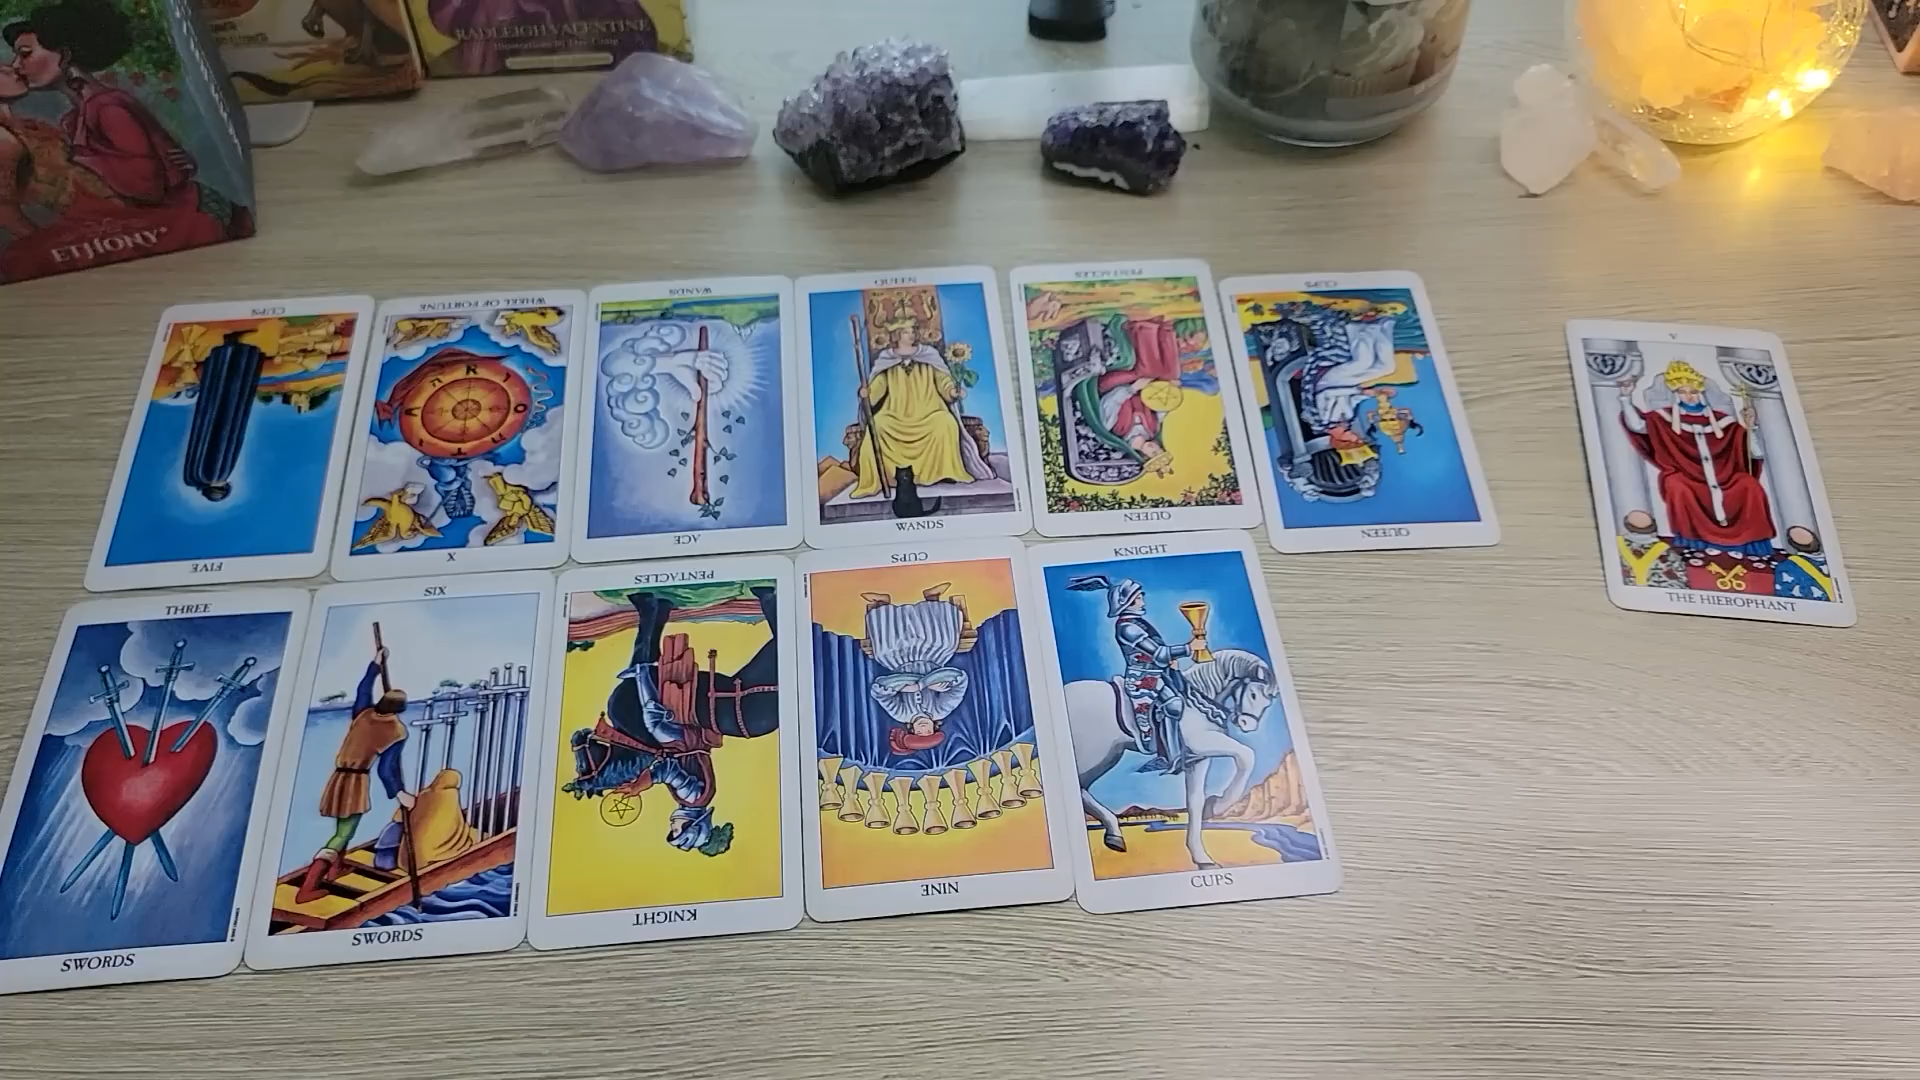 RADLEIGH VALENTINE
ETHONY
CUPS
FIVE
WHEEL OF FORTUNE
X
WANDS
ACE
QUEEN
WANDS
PENTACLES
QUEEN
CUPS
QUEEN
V
THE HIEROPHANT
THREE
SWORDS
SIX
SWORDS
PENTACLES
KNIGHT
CUPS
NINE
KNIGHT
CUPS